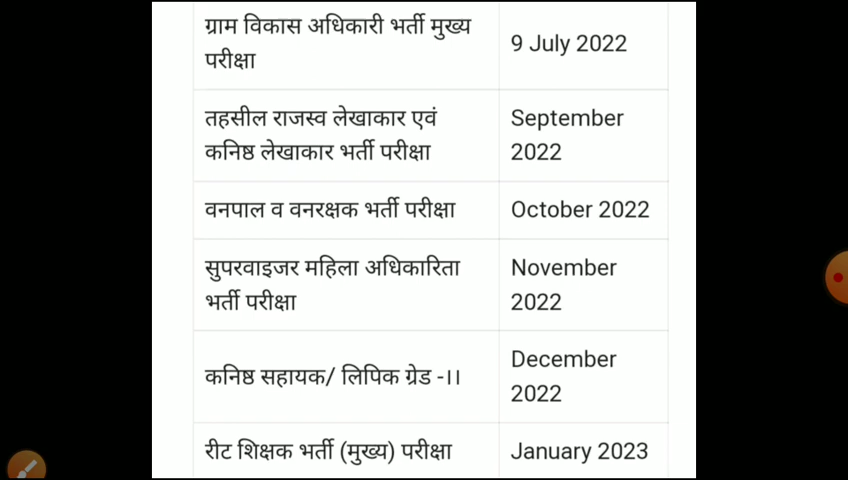 ग्राम विकास अधिकारी भर्ती मुख्य
परीक्षा
9 July 2022
तहसील राजस्व लेखाकार एवं
कनिष्ठ लेखाकार भर्ती परीक्षा
September
2022
वनपाल व वनरक्षक भर्ती परीक्षा
October 2022
सुपरवाइजर महिला अधिकारिता
भर्ती परीक्षा
November
2022
कनिष्ठ सहायक/ लिपिक ग्रेड -।।
December
2022
रीट शिक्षक भर्ती (मुख्य) परीक्षा
January 2023